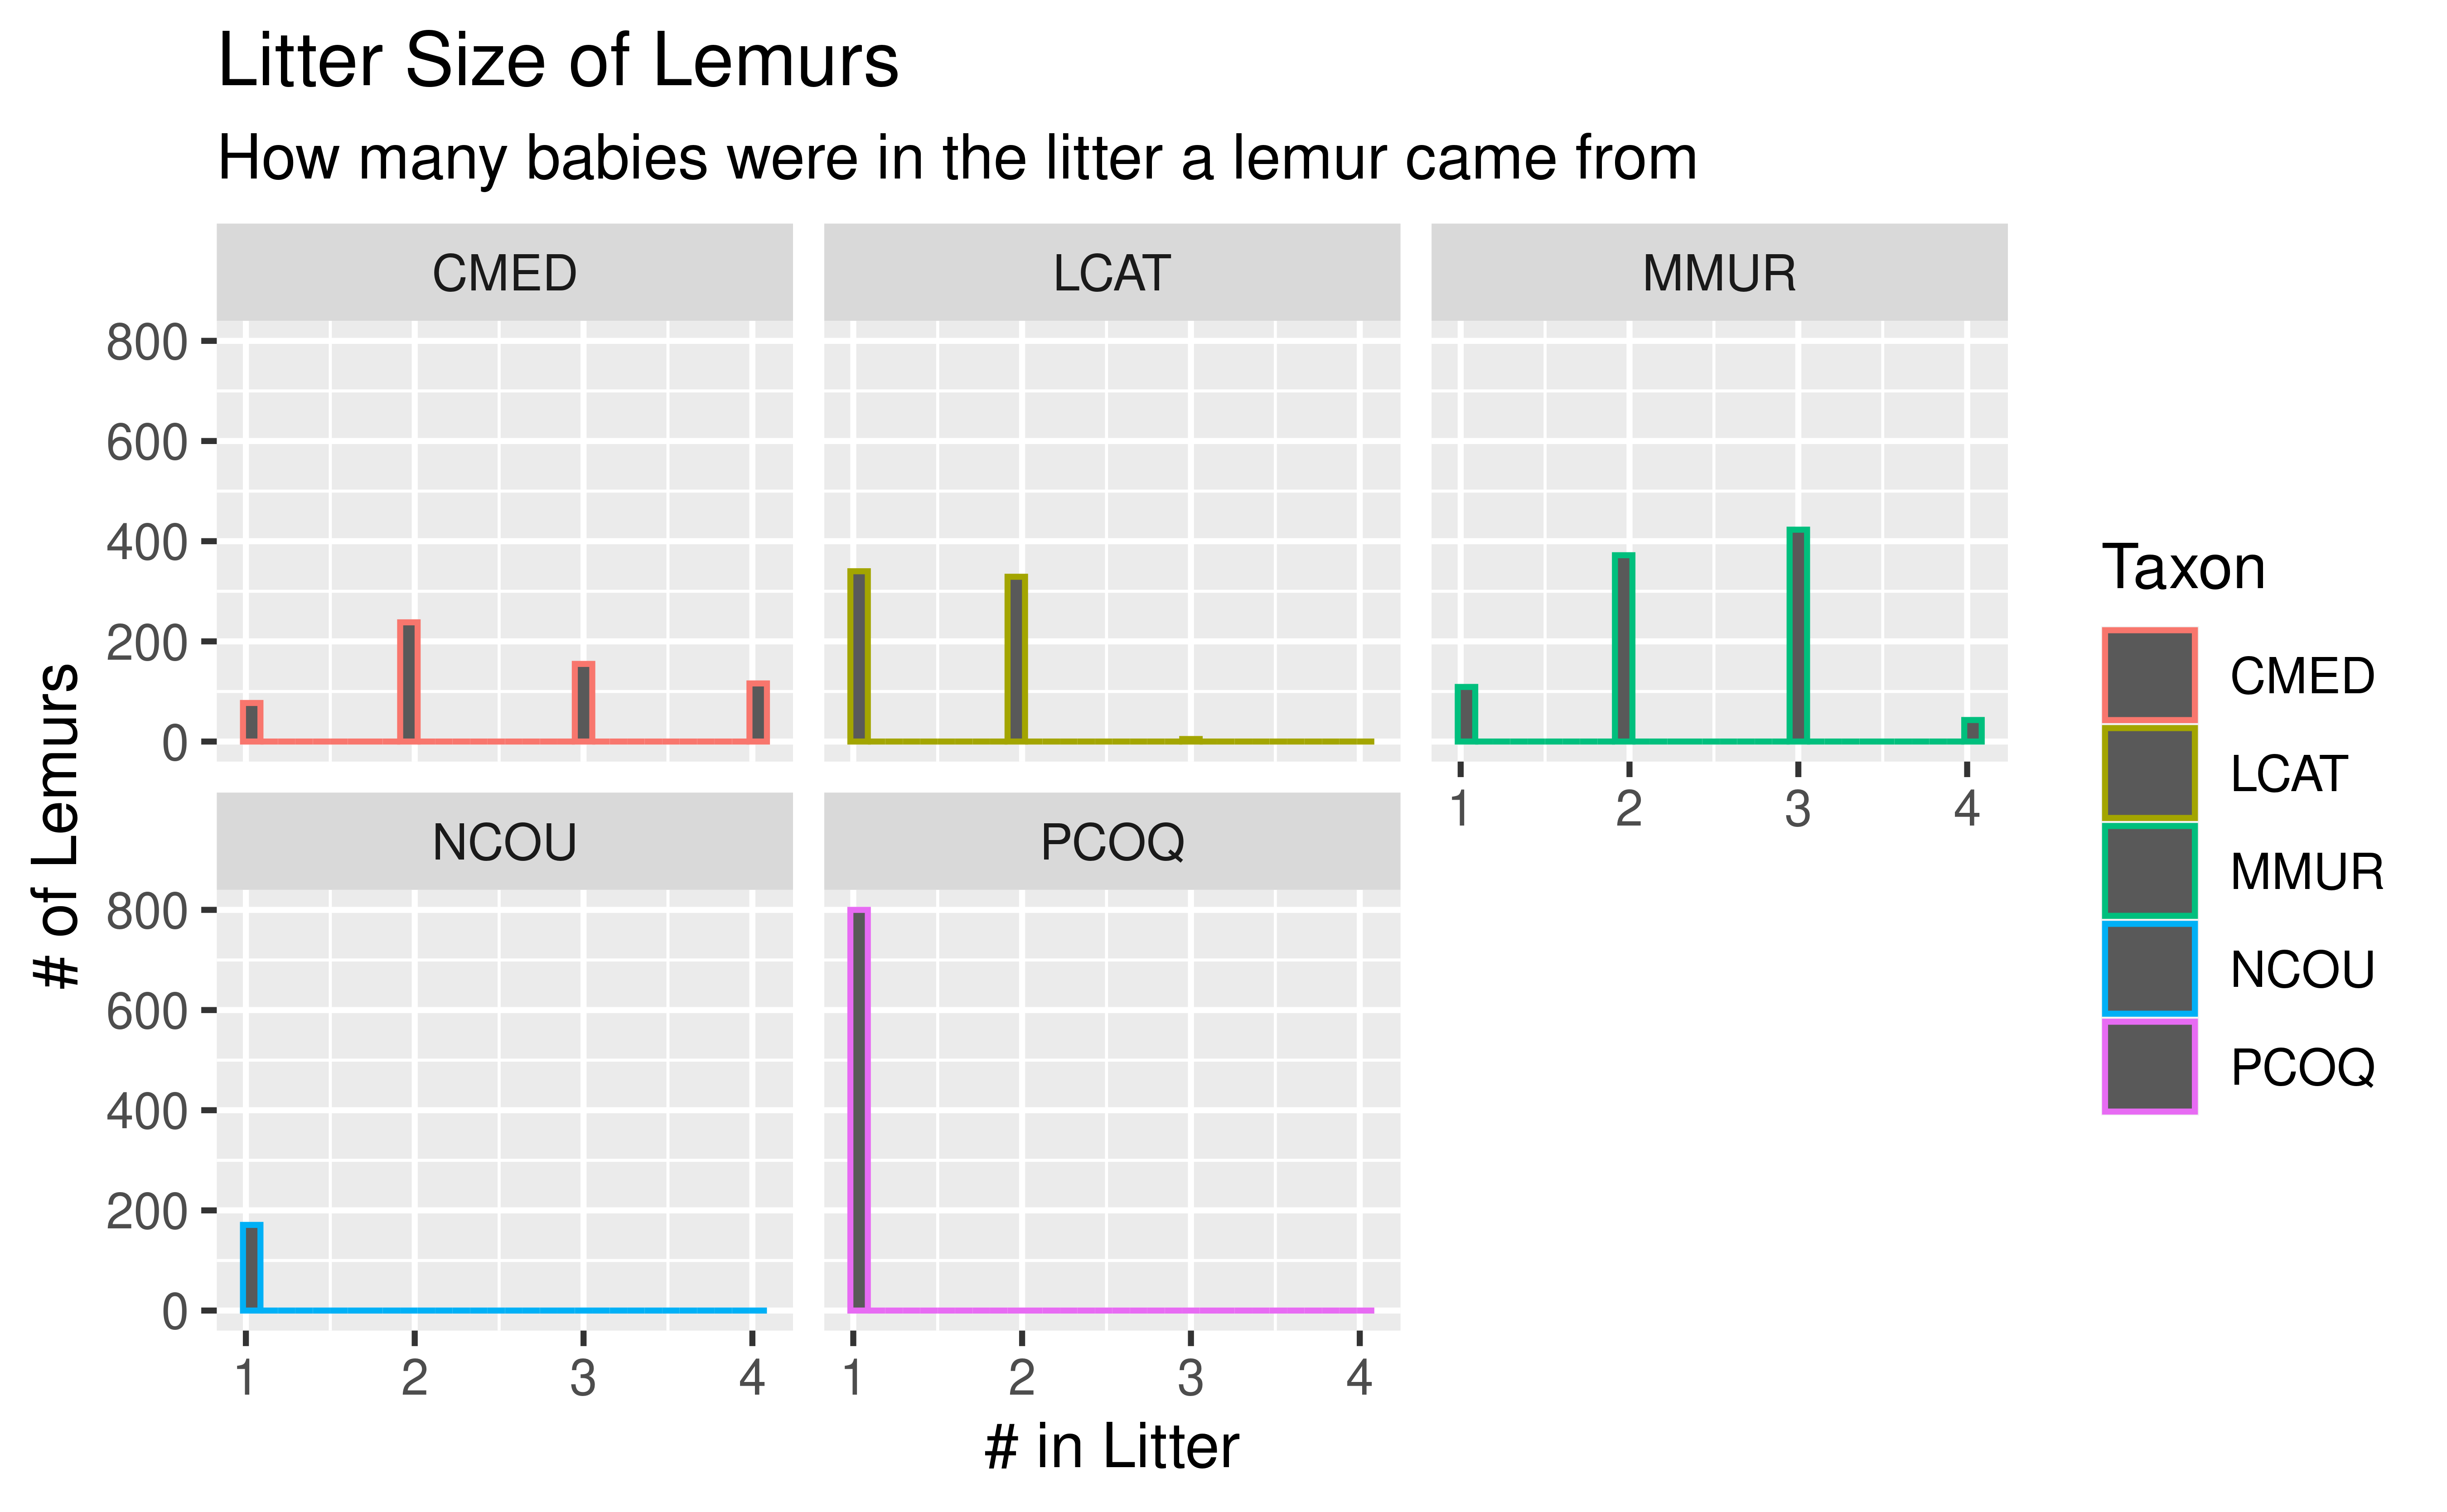 Litter Size of Lemurs
How many babies were in the litter a lemur came from
CMED
LCAT
MMUR
800
600
400
200
0
1 2 3 4
NCOU
PCOQ
800
600
400
200
0
1 2 3 4
1 2 3 4
# in Litter
# of Lemurs
Taxon
CMED
LCAT
MMUR
NCOU
PCOQ